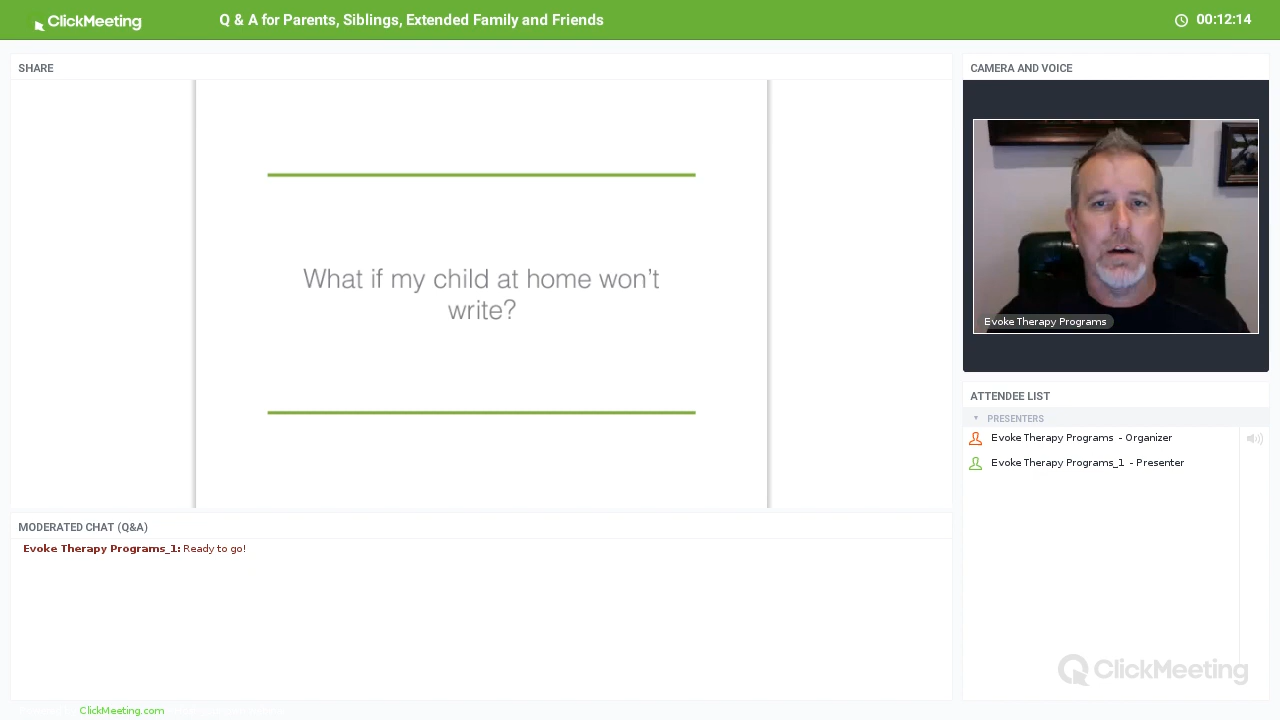 ClickMeeting
Q & A for Parents, Siblings, Extended Family and Friends
00:12:14
SHARE
What if my child at home won't
write?
MODERATED CHAT (Q&A)
Evoke Therapy Programs_1: Ready to go!
CAMERA AND VOICE
Evoke Therapy Programs
ATTENDEE LIST
PRESENTERS
Evoke Therapy Programs - Organizer
Evoke Therapy Programs_1 - Presenter
ClickMeeting
ClickMeeting.com